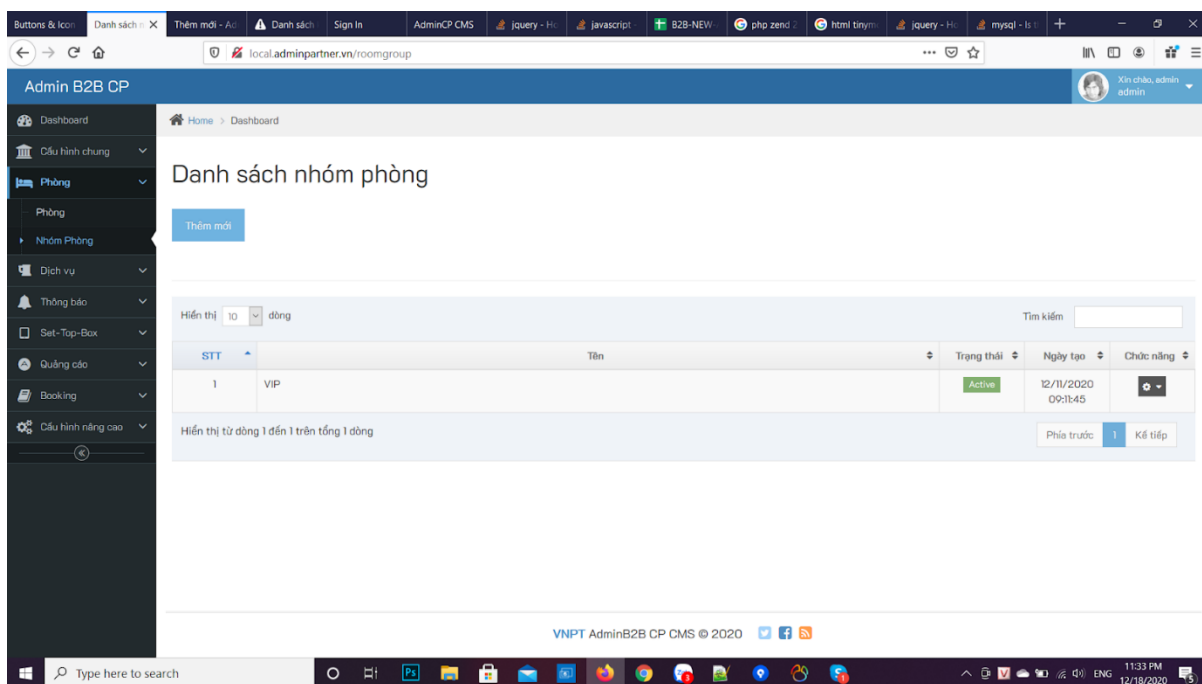 Buttons & Icon
Danh sách n
Thêm mới - Ad
Danh sách
Sign In
AdminCP CMS
jquery - Ho
javascript -
B2B-NEW-
php zend 2
html tinym
jquery - Ho
mysql - Is t
local.adminpartner.vn/roomgroup
Admin B2B CP
Xin chào, admin
admin
Dashboard
Home > Dashboard
Cấu hình chung
Phòng
Danh sách nhóm phòng
Phòng
Thêm mới
Nhóm Phòng
Dịch vụ
Thông báo
Hiển thị 10 dòng
Tìm kiếm
Set-Top-Box
STT
Tên
Trạng thái
Ngày tạo
Chức năng
Quảng cáo
1
VIP
Active
12/11/2020
09:11:45
Booking
Cấu hình nâng cao
Hiển thị từ dòng 1 đến 1 trên tổng 1 dòng
Phía trước
1
Kế tiếp
VNPT AdminB2B CP CMS © 2020
Type here to search
Ps
ENG
11:33 PM
12/18/2020